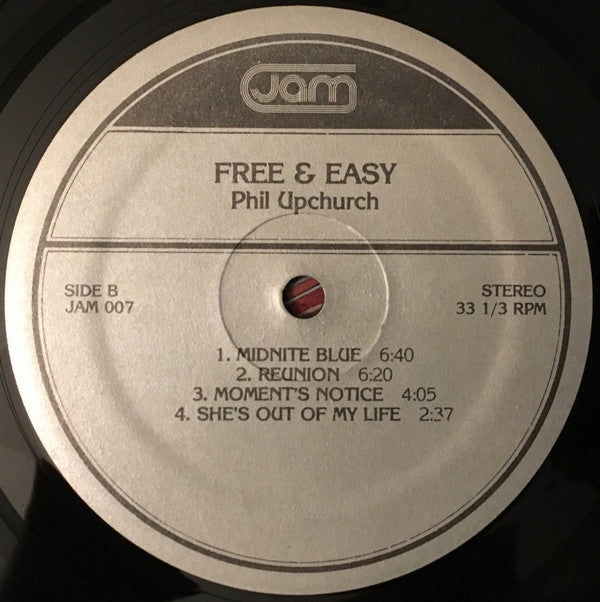 Jam
FREE & EASY
Phil Upchurch
SIDE B
JAM 007
STEREO
33 1/3 RPM
1. MIDNITE BLUE 6:40
2. REUNION 6:20
3. MOMENT'S NOTICE 4:05
4. SHE'S OUT OF MY LIFE 2:37